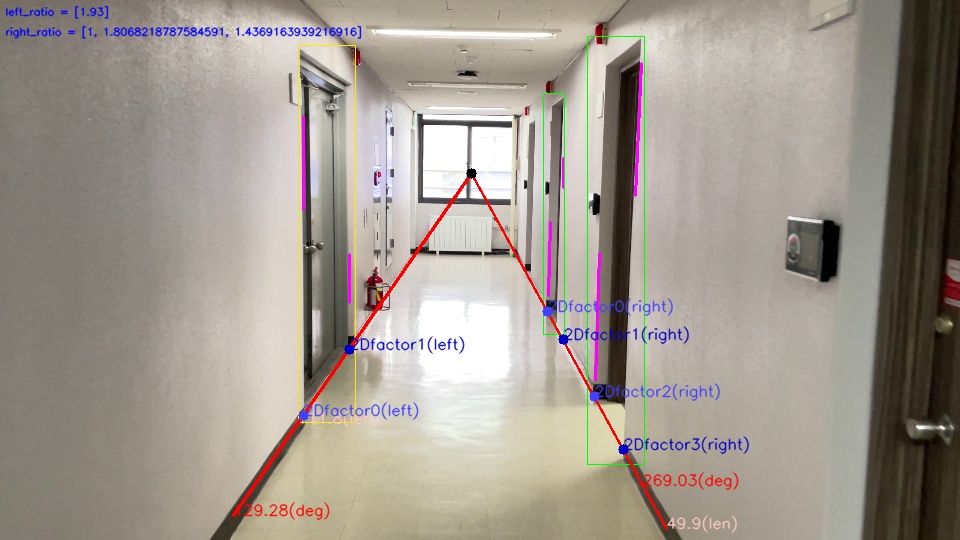 left_ratio = [1.93]
right_ratio = [1, 1.8068218787584591, 1.4369163939216916]
2Dfactor0(right)
2Dfactor1(right)
2Dfactor1(left)
2Dfactor2(right)
2Dfactor0(left)
2Dfactor3(right)
269.03(deg)
129.28(deg)
49.9(len)